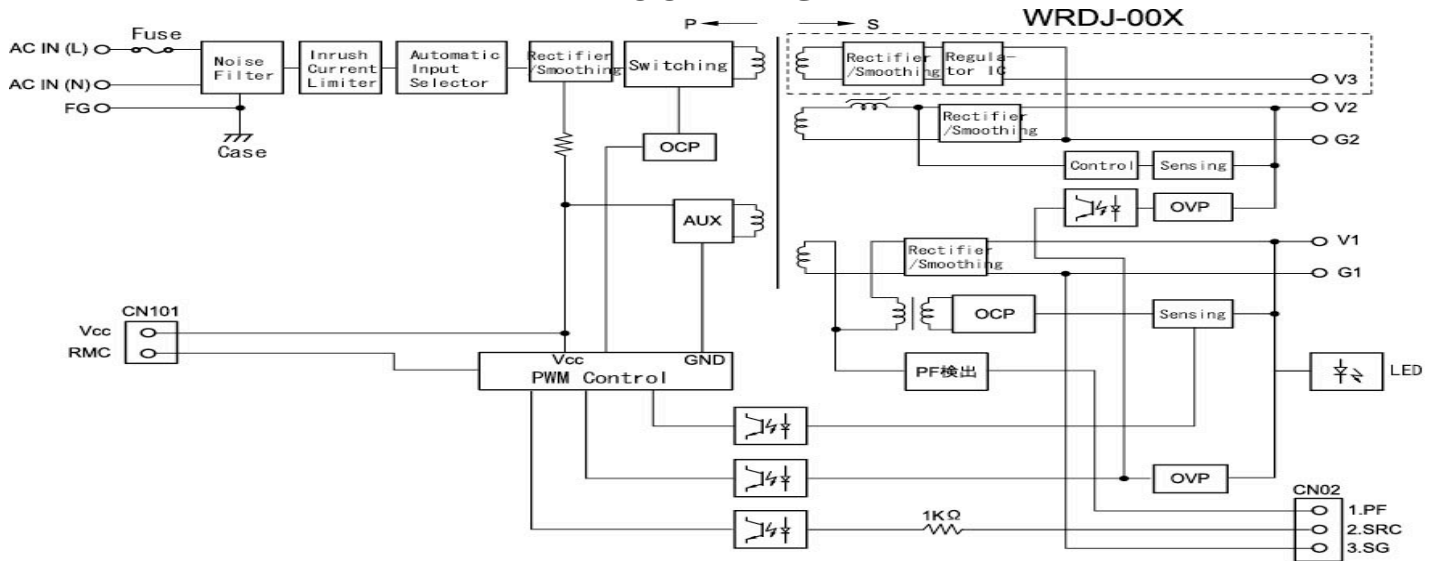 WRDJ-00X
P
S
AC IN (L)
Fuse
AC IN (N)
FG
Noise
Filter
Case
Inrush
Current
Limiter
Automatic
Input
Selector
Rectifier
/Smoothing
Switching
OCP
AUX
Rectifier
/Smoothing
Regula-
tor IC
V3
V2
Rectifier
/Smoothing
G2
Control
Sensing
OVP
V1
Rectifier
/Smoothing
G1
OCP
Sensing
PF検出
LED
CN101
Vcc
RMC
Vcc
GND
PWM Control
OVP
1KΩ
CN02
1.PF
2.SRC
3.SG